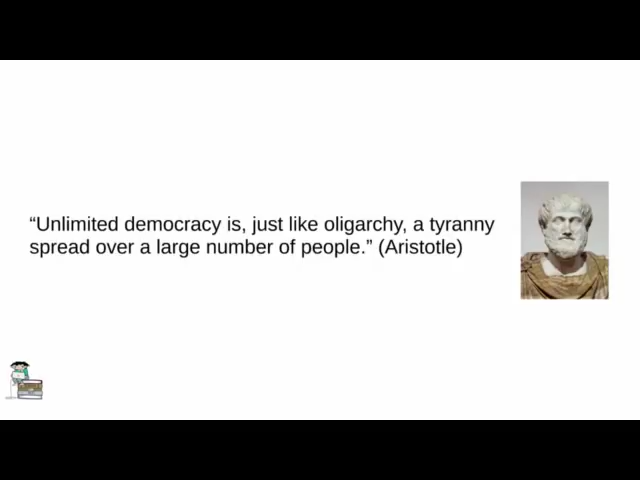 “Unlimited democracy is, just like oligarchy, a tyranny
spread over a large number of people.” (Aristotle)